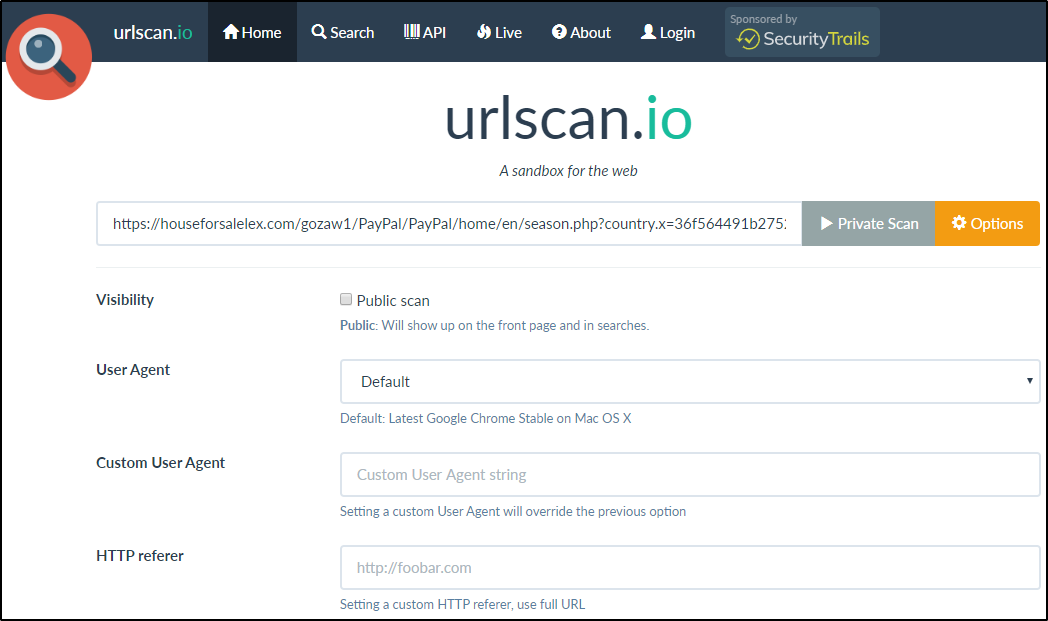 urlscan.io Home Search API Live About Login Sponsored by SecurityTrails
urlscan.io
A sandbox for the web
https://houseforsalelex.com/gozaw1/PayPal/PayPal/home/en/season.php?country.x=36f564491b275 Private Scan Options
Visibility Public scan
Public: Will show up on the front page and in searches.
User Agent Default
Default: Latest Google Chrome Stable on Mac OS X
Custom User Agent Custom User Agent string
Setting a custom User Agent will override the previous option
HTTP referer http://foobar.com
Setting a custom HTTP referer, use full URL